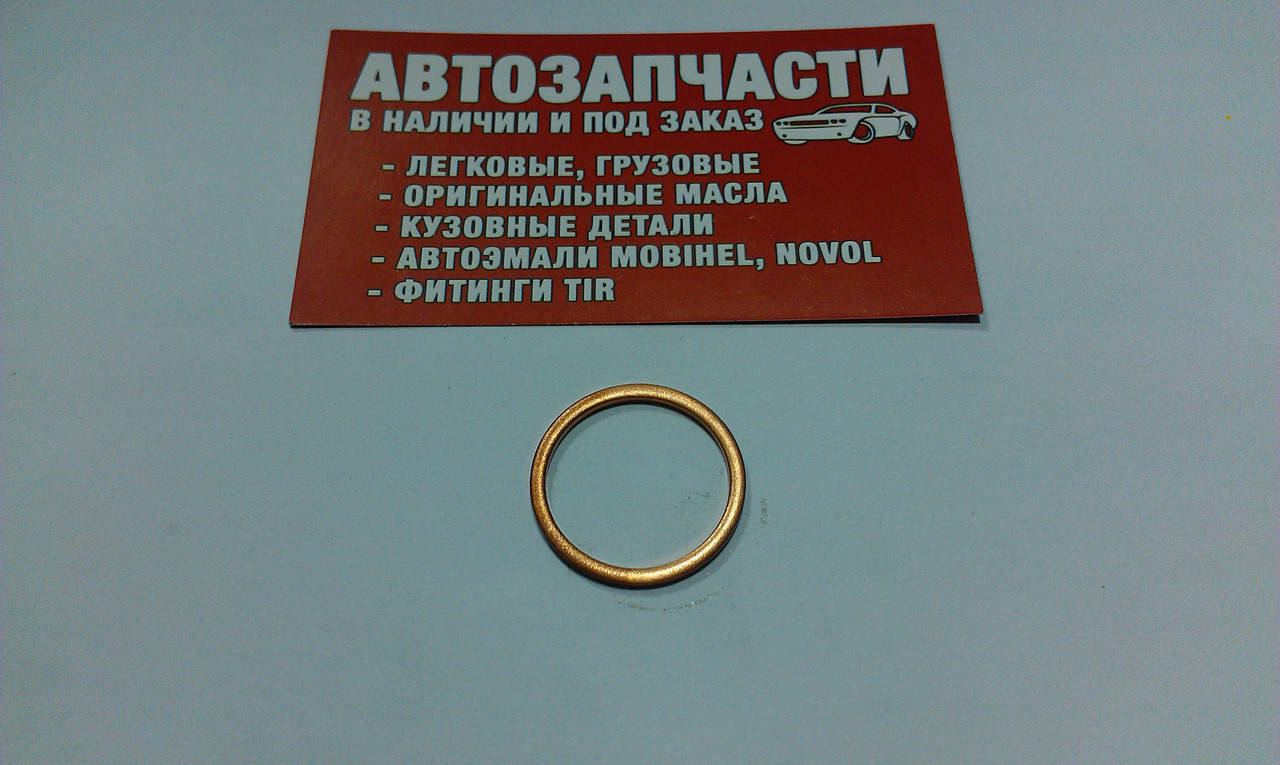 АВТОЗАПЧАСТИ
В НАЛИЧИИ И ПОД ЗАКАЗ
- ЛЕГКОВЫЕ, ГРУЗОВЫЕ
- ОРИГИНАЛЬНЫЕ МАСЛА
- КУЗОВНЫЕ ДЕТАЛИ
- АВТОЭМАЛИ MOBIHEL, NOVOL
- ФИТИНГИ TIR